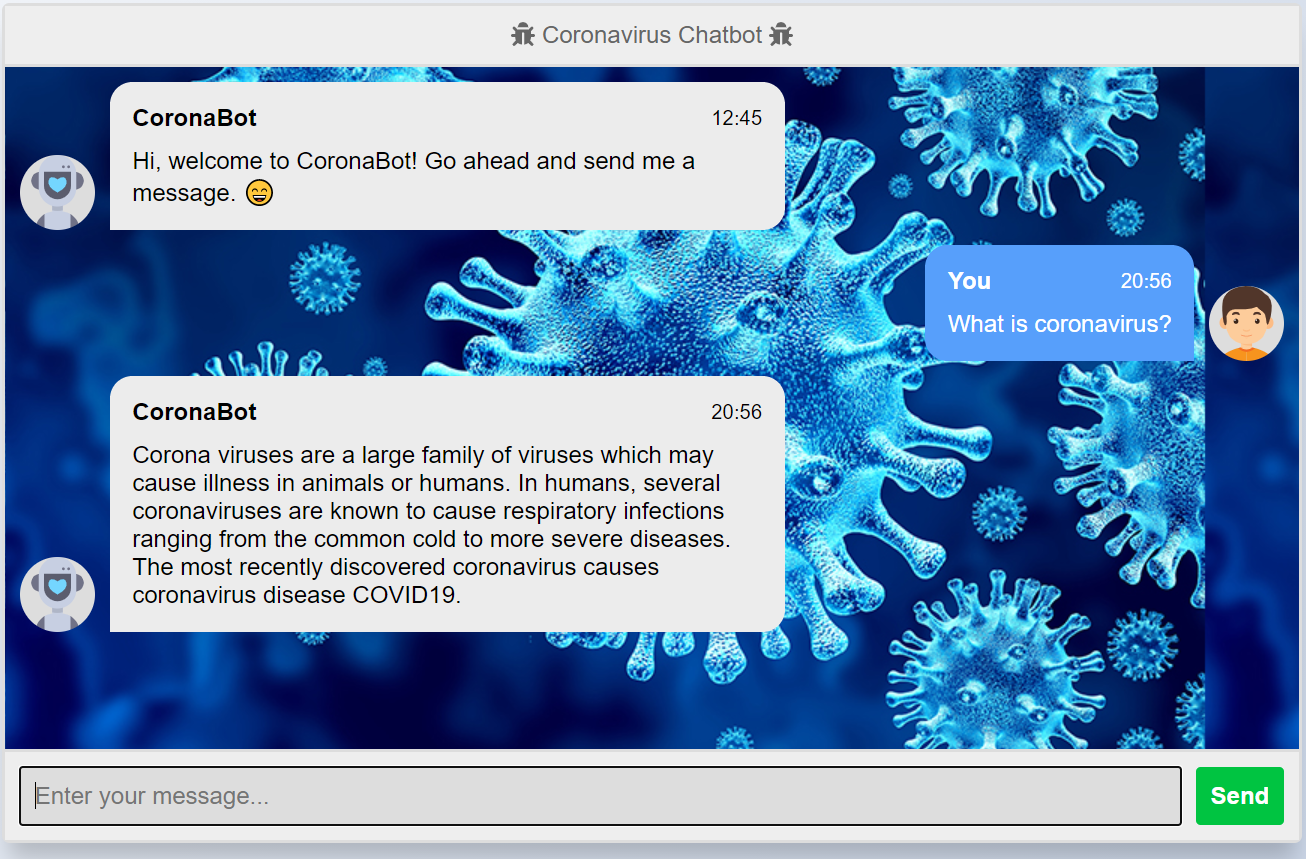 Coronavirus Chatbot
CoronaBot 12:45
Hi, welcome to CoronaBot! Go ahead and send me a
message. 😄
You 20:56
What is coronavirus?
CoronaBot 20:56
Corona viruses are a large family of viruses which may
cause illness in animals or humans. In humans, several
coronaviruses are known to cause respiratory infections
ranging from the common cold to more severe diseases.
The most recently discovered coronavirus causes
coronavirus disease COVID19.
Enter your message...
Send